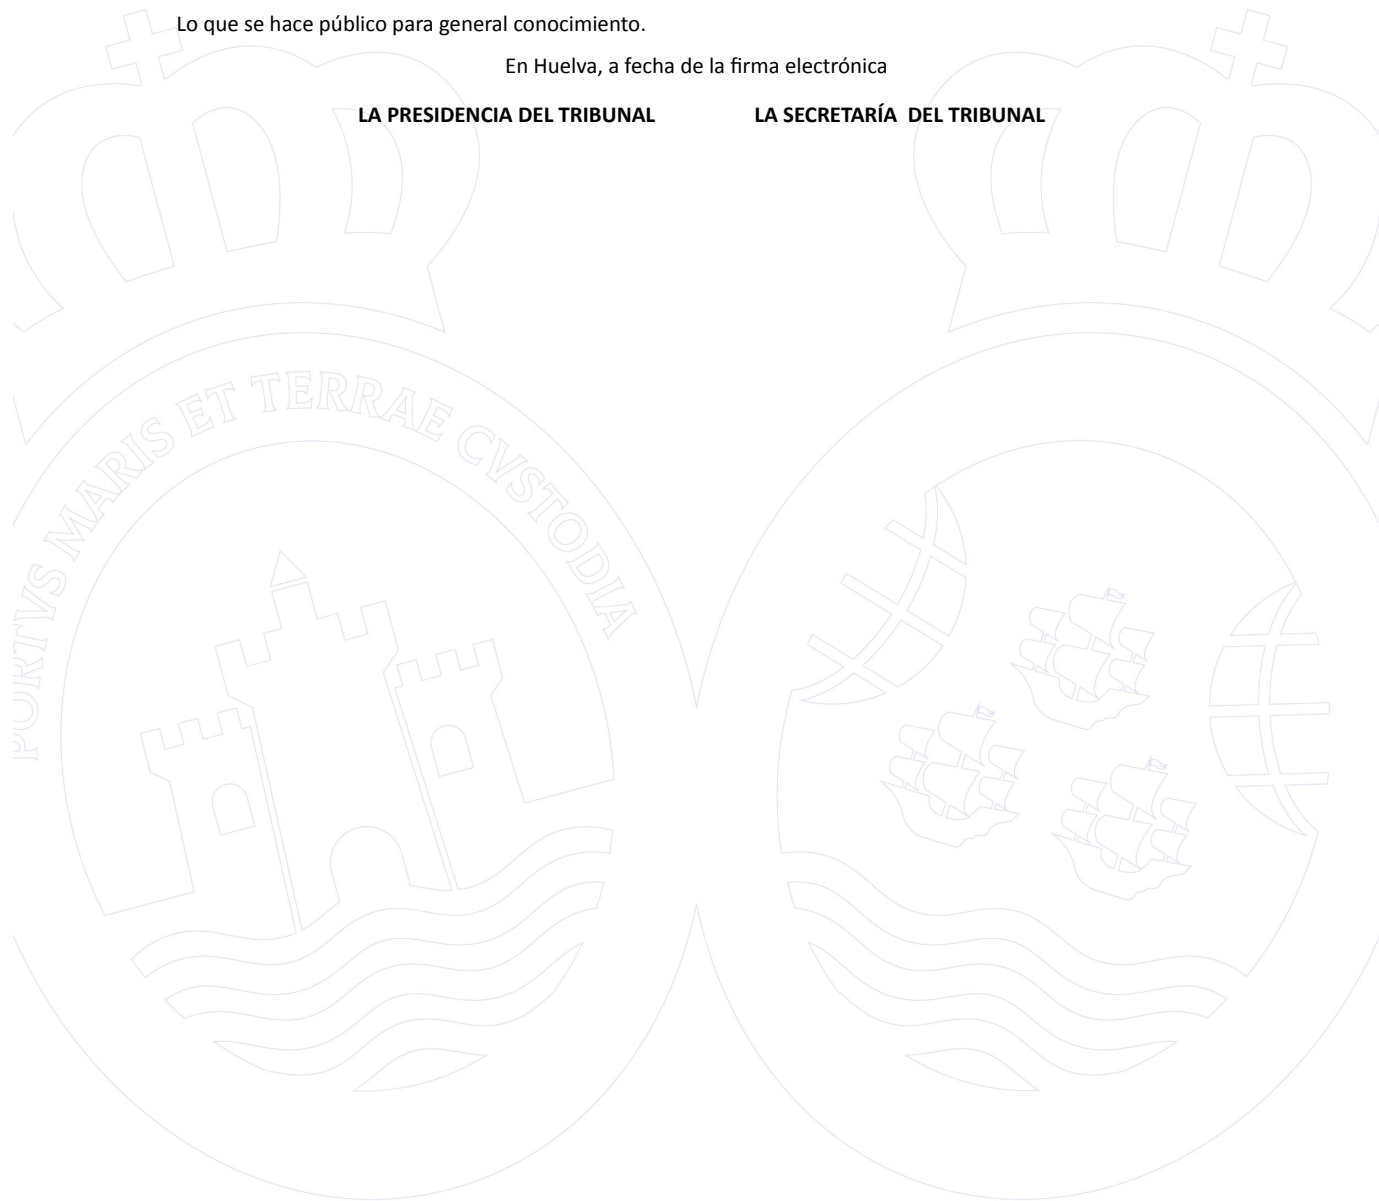 Lo que se hace público para general conocimiento.
En Huelva, a fecha de la firma electrónica
LA PRESIDENCIA DEL TRIBUNAL LA SECRETARÍA DEL TRIBUNAL
PORTVS MARIS ET TERRAE CVSTODIA